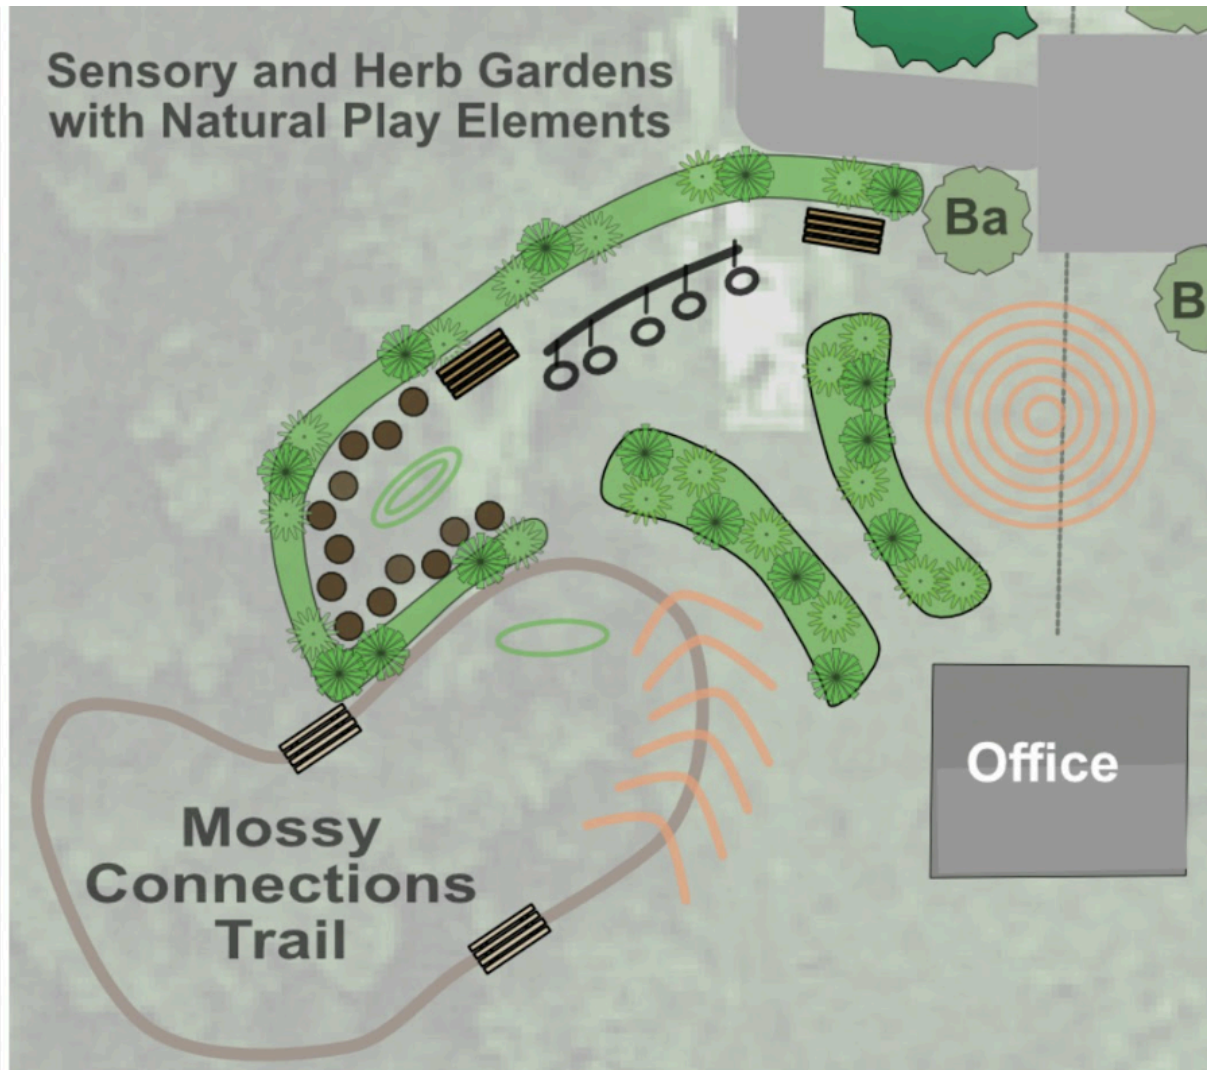 Sensory and Herb Gardens
with Natural Play Elements
Ba
B
Office
Mossy
Connections
Trail